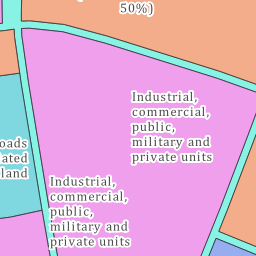 50%)
Industrial,
commercial,
public,
military and
private units
oads
ated
land
Industrial,
commercial,
public,
military and
private units